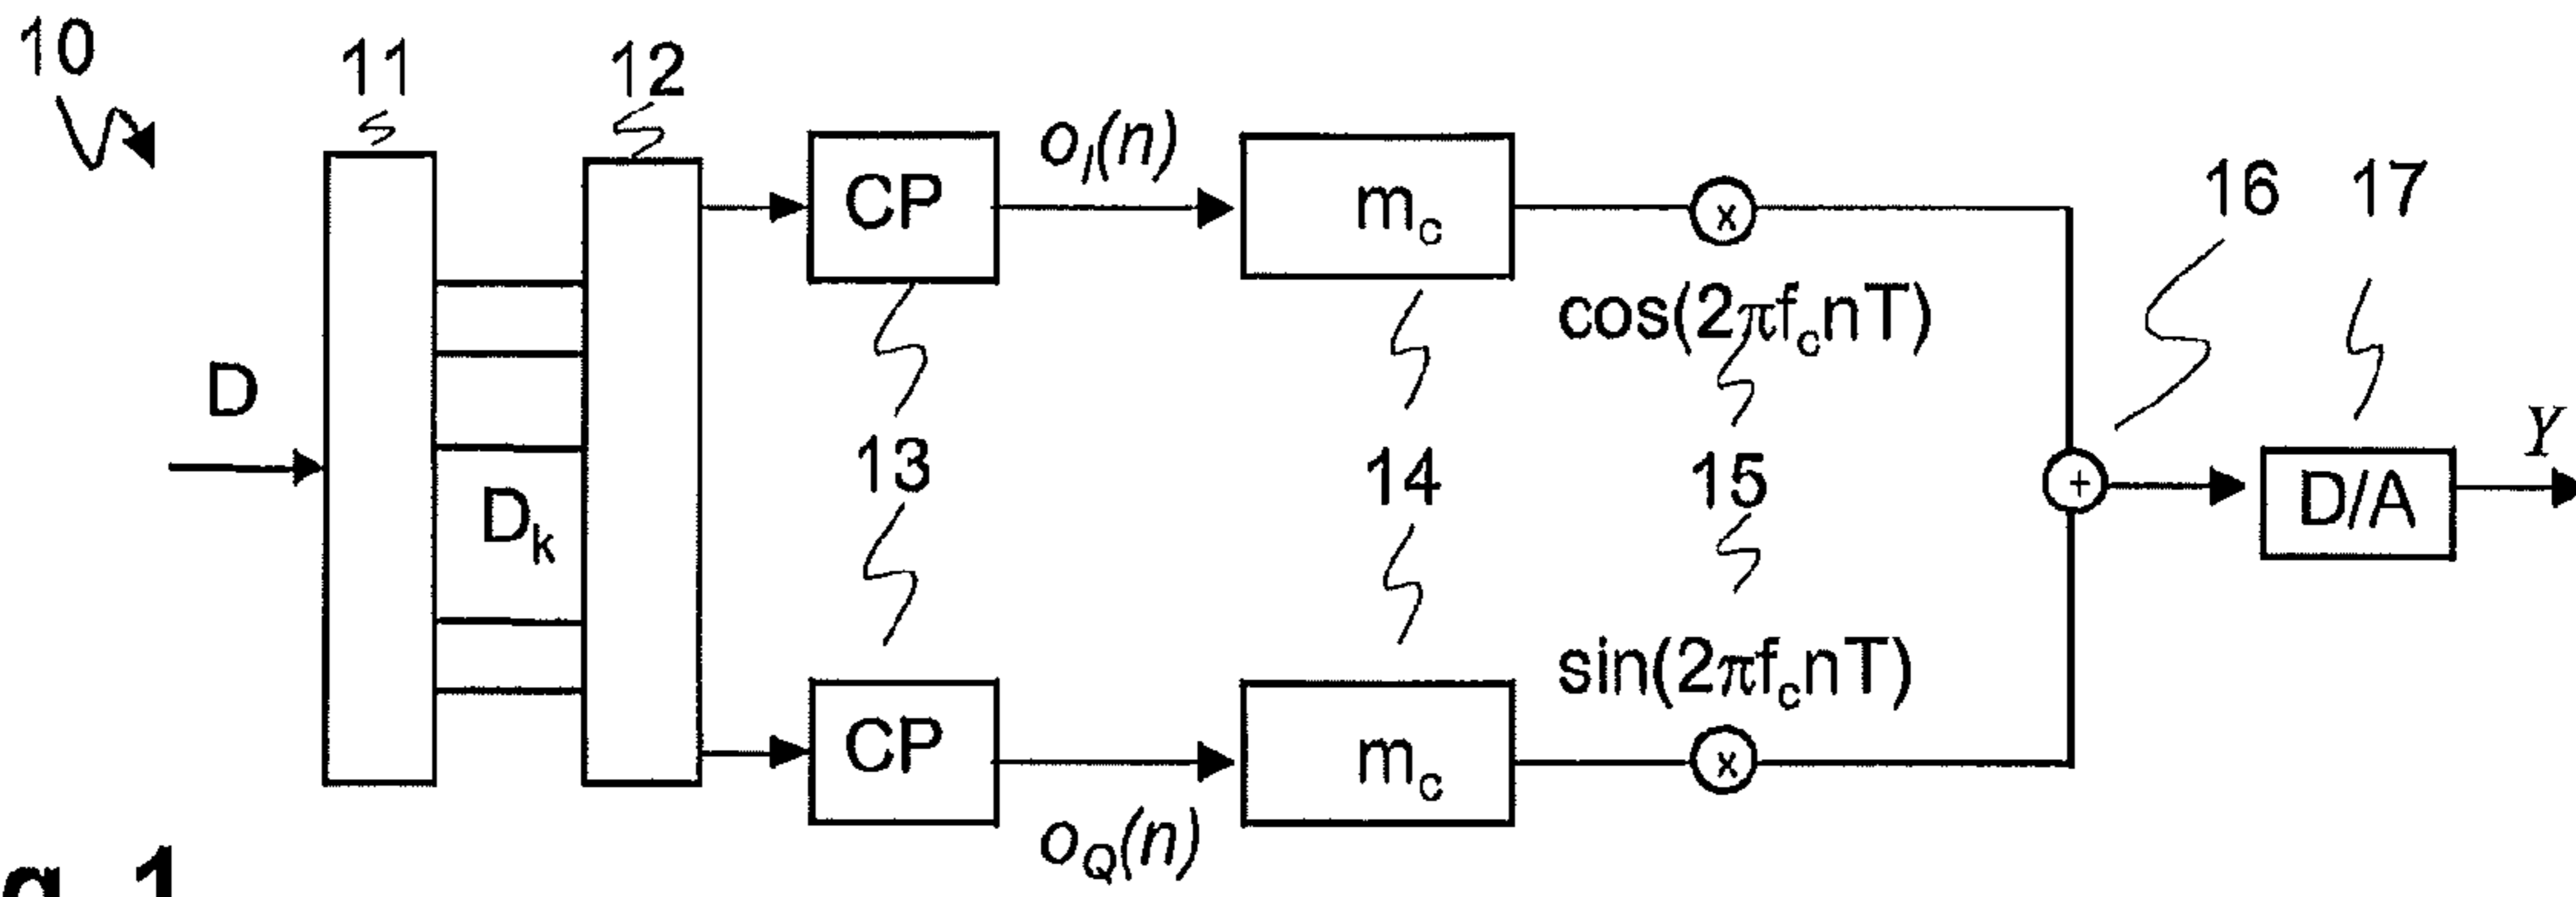 10
11
12
CP
o_I(n)
m_c
x
16
17
cos(2πf_cnT)
D
D_k
13
14
15
+
D/A
Y
sin(2πf_cnT)
CP
o_Q(n)
m_c
x
g. 1